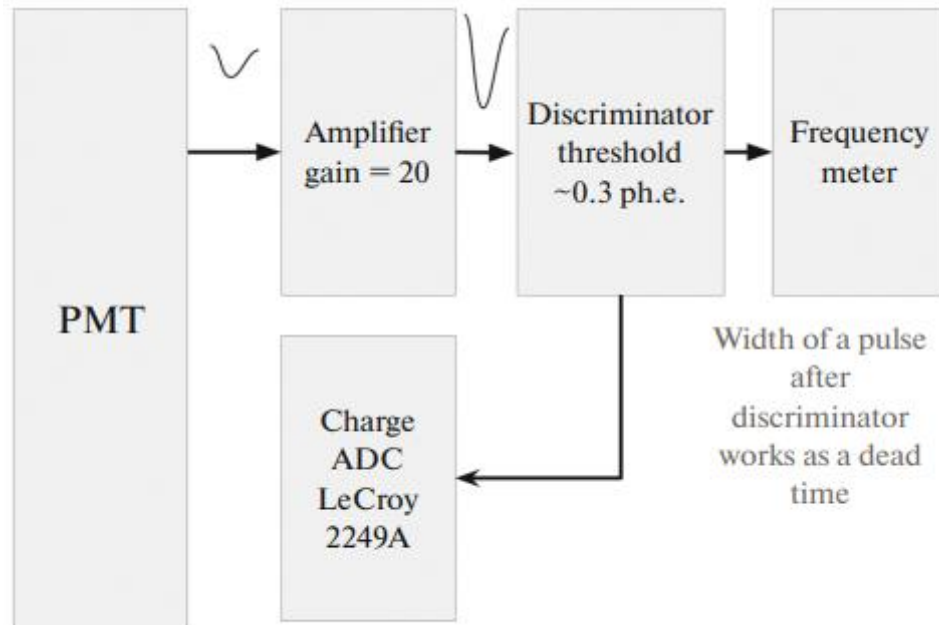 PMT
Amplifier
gain = 20
Discriminator
threshold
~0.3 ph.e.
Frequency
meter
Charge
ADC
LeCroy
2249A
Width of a pulse
after
discriminator
works as a dead
time